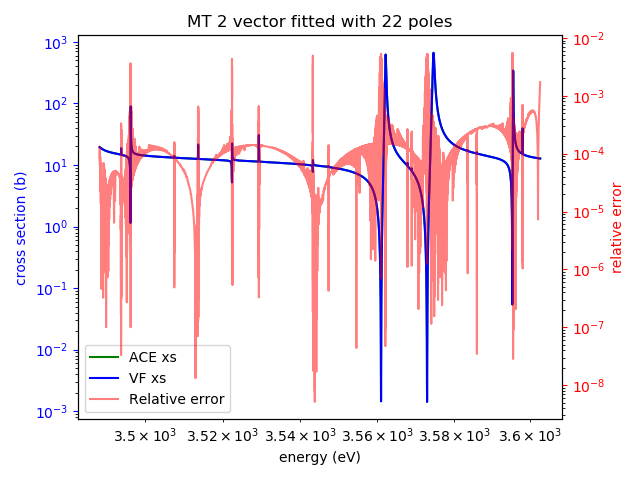 MT 2 vector fitted with 22 poles
10³
10²
10¹
10⁰
10⁻¹
10⁻²
10⁻³
cross section (b)
10⁻²
10⁻³
10⁻⁴
10⁻⁵
10⁻⁶
10⁻⁷
10⁻⁸
relative error
ACE xs
VF xs
Relative error
3.5 × 10³ 3.52 × 10³ 3.54 × 10³ 3.56 × 10³ 3.58 × 10³ 3.6 × 10³
energy (eV)